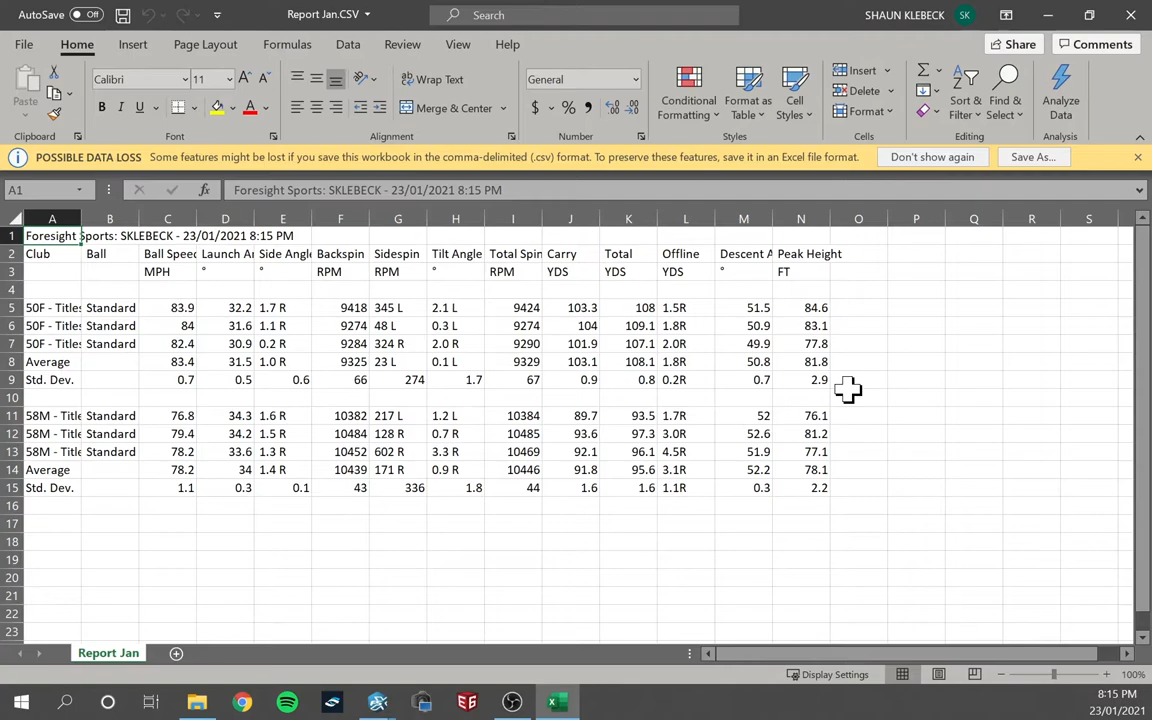 AutoSave Off Report Jan.CSV Search SHAUN KLEBECK SK
File Home Insert Page Layout Formulas Data Review View Help Share Comments
Paste Calibri 11 Wrap Text General Conditional Formatting Format as Table Cell Styles Insert Sort & Filter Find & Select Analyze Data
B I U A Merge & Center $ % Delete
Format
Clipboard Font Alignment Number Styles Cells Editing Analysis
POSSIBLE DATA LOSS Some features might be lost if you save this workbook in the comma-delimited (.csv) format. To preserve these features, save it in an Excel file format. Don't show again Save As...
A1 fx Foresight Sports: SKLEBECK - 23/01/2021 8:15 PM
A B C D E F G H I J K L M N O P Q R S
1 Foresight Sports: SKLEBECK - 23/01/2021 8:15 PM
2 Club Ball Ball Speed Launch An Side Angle Backspin Sidespin Tilt Angle Total Spin Carry Total Offline Descent A Peak Height
3 MPH ° ° RPM RPM ° RPM YDS YDS YDS ° FT
4
5 50F - Titles Standard 83.9 32.2 1.7 R 9418 345 L 2.1 L 9424 103.3 108 1.5R 51.5 84.6
6 50F - Titles Standard 84 31.6 1.1 R 9274 48 L 0.3 L 9274 104 109.1 1.8R 50.9 83.1
7 50F - Titles Standard 82.4 30.9 0.2 R 9284 324 R 2.0 R 9290 101.9 107.1 2.0R 49.9 77.8
8 Average 83.4 31.5 1.0 R 9325 23 L 0.1 L 9329 103.1 108.1 1.8R 50.8 81.8
9 Std. Dev. 0.7 0.5 0.6 66 274 1.7 67 0.9 0.8 0.2R 0.7 2.9
10
11 58M - Title Standard 76.8 34.3 1.6 R 10382 217 L 1.2 L 10384 89.7 93.5 1.7R 52 76.1
12 58M - Title Standard 79.4 34.2 1.5 R 10484 128 R 0.7 R 10485 93.6 97.3 3.0R 52.6 81.2
13 58M - Title Standard 78.2 33.6 1.3 R 10452 602 R 3.3 R 10469 92.1 96.1 4.5R 51.9 77.1
14 Average 78.2 34 1.4 R 10439 171 R 0.9 R 10446 91.8 95.6 3.1R 52.2 78.1
15 Std. Dev. 1.1 0.3 0.1 43 336 1.8 44 1.6 1.6 1.1R 0.3 2.2
16
17
18
19
20
21
22
23
Report Jan
Display Settings 100%
E6 8:15 PM
23/01/2021